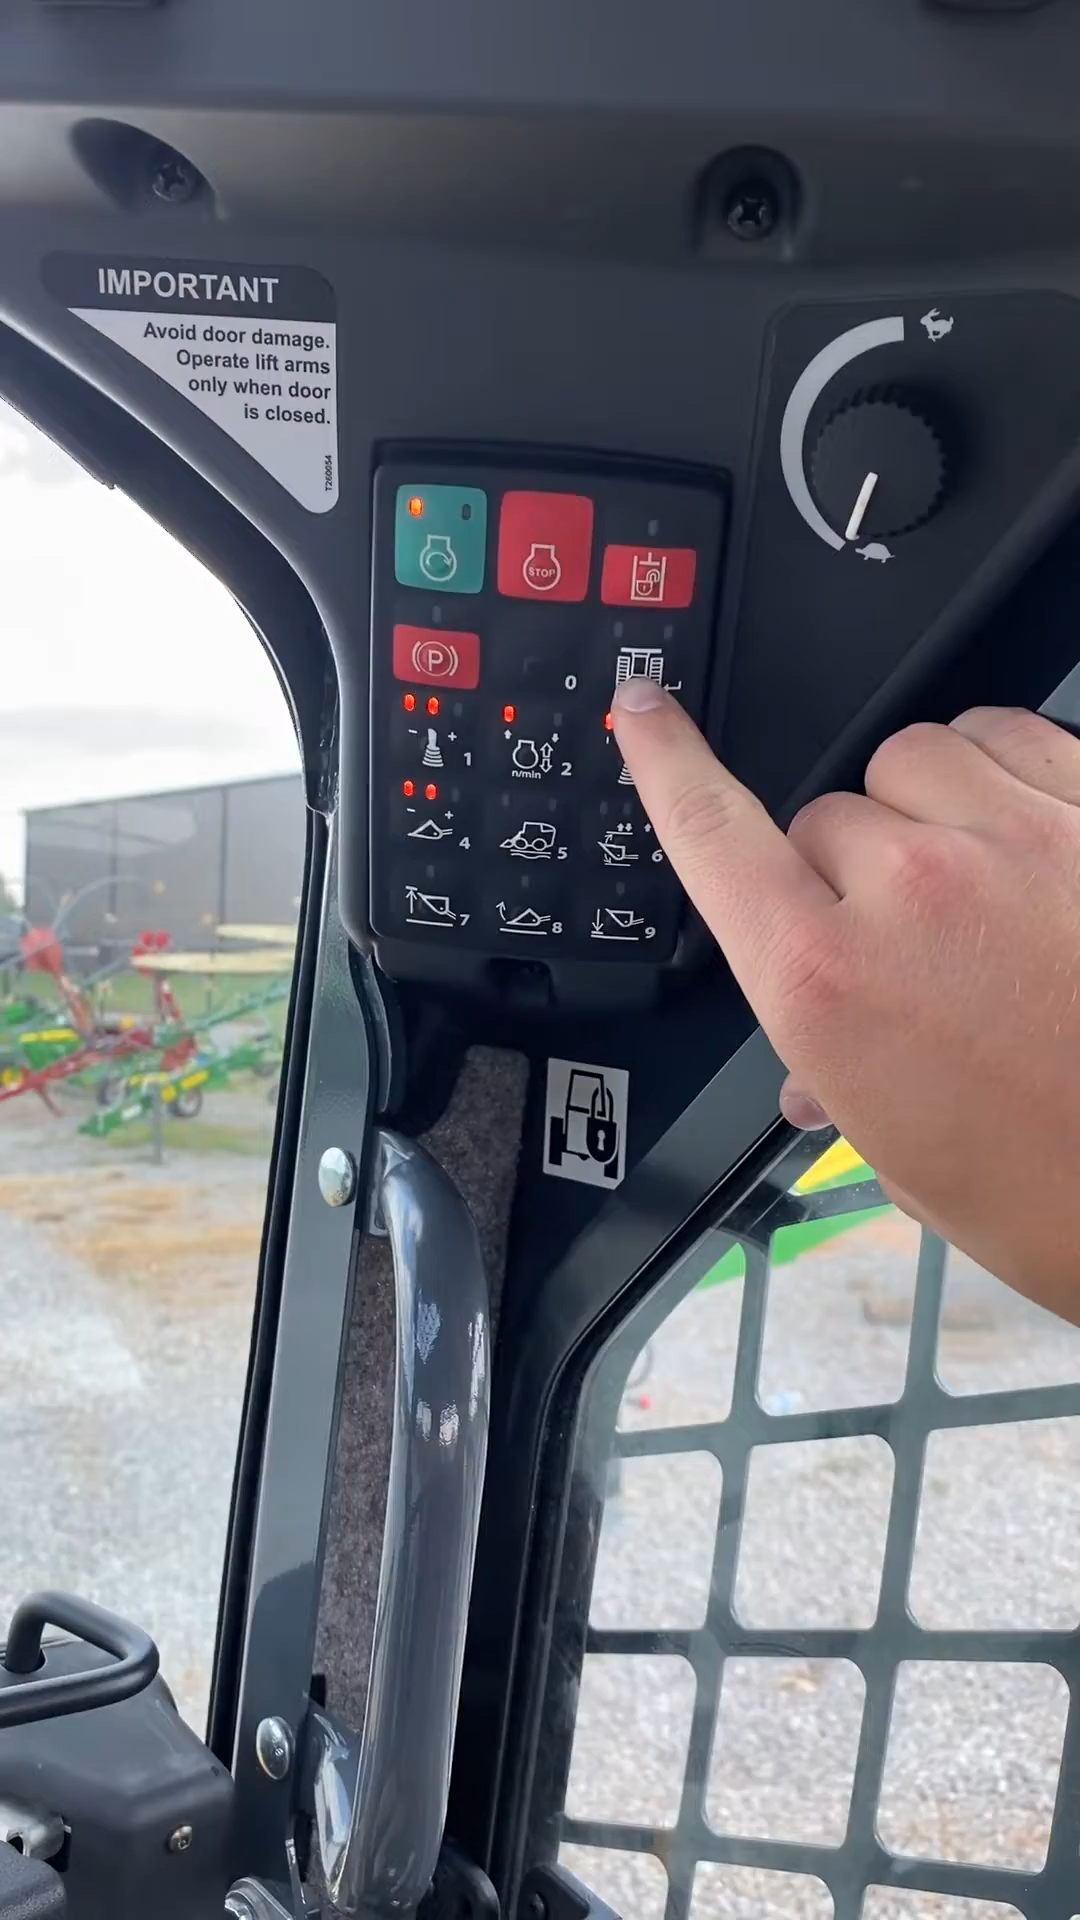 IMPORTANT
Avoid door damage.
Operate lift arms
only when door
is closed.
T260054
STOP
P
0
- +
1
n/min 2
- +
4
5
6
7
8
9